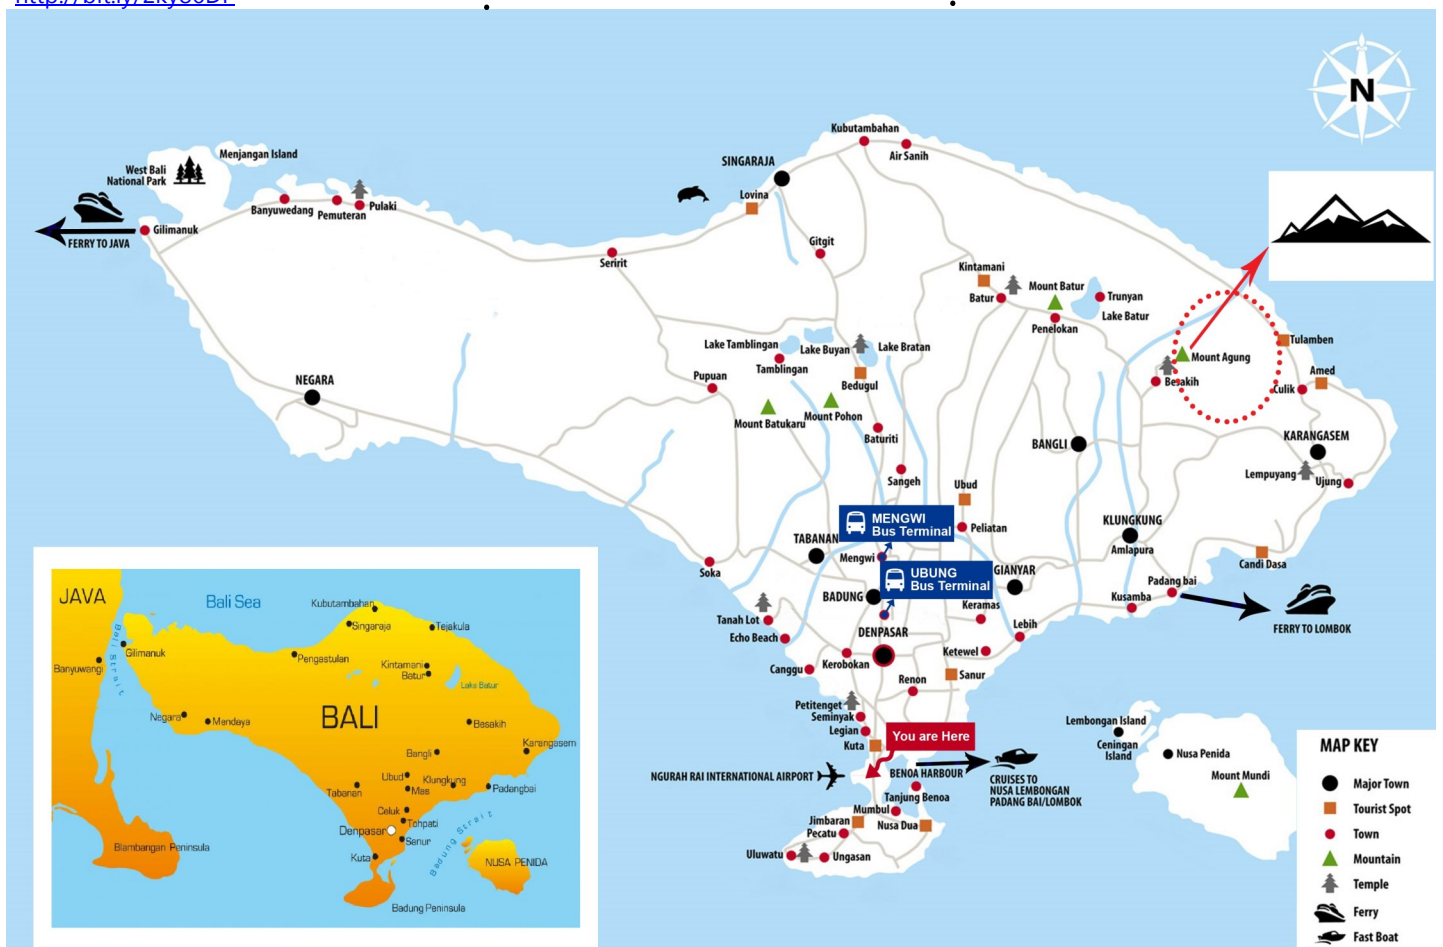 Kubutambahan
Air Sanih
SINGARAJA
Menjangan Island
West Bali
National Park
Lovina
Banyuwedang
Pemuteran
Pulaki
Gilimanuk
FERRY TO JAVA
Gitgit
Seririt
N
Kintamani
Batur
Mount Batur
Trunyan
Lake Batur
Penelokan
Lake Tamblingan
Tamblingan
Lake Buyan
Lake Bratan
Bedugul
Mount Agung
Besakih
Tulamben
Amed
Culik
NEGARA
Pupuan
Mount Batukaru
Mount Pohon
Baturiti
BANGLI
KARANGASEM
Lempuyang
Ujung
Sangeh
Ubud
Peliatan
MENGWI
Bus Terminal
TABANAN
Mengwi
KLUNGKUNG
Amlapura
Candi Dasa
Soka
UBUNG
Bus Terminal
GIANYAR
BADUNG
Keramas
Padang bai
Kusamba
FERRY TO LOMBOK
Tanah Lot
Echo Beach
DENPASAR
Lebih
Ketewel
Canggu
Kerobokan
Sanur
Renon
Petitenget
Seminyak
Legian
Kuta
You are Here
NGURAH RAI INTERNATIONAL AIRPORT
BENOA HARBOUR
CRUISES TO
NUSA LEMBONGAN
PADANG BAI/LOMBOK
Tanjung Benoa
Mumbul
Jimbaran
Pecatu
Nusa Dua
Uluwatu
Ungasan
Lembongan Island
Ceningan
Island
Nusa Penida
Mount Mundi
MAP KEY
Major Town
Tourist Spot
Town
Mountain
Temple
Ferry
Fast Boat
JAVA
Bali Sea
Kubutambahan
Singaraja
Tejakula
Bali Strait
Gilimanuk
Banyuwangi
Pengastulan
Kintamani
Batur
Lake Batur
Negara
Mendaya
BALI
Besakih
Bangli
Karangasem
Ubud
Klungkung
Tabanan
Mas
Padangbai
Celuk
Tohpati
Denpasar
Sanur
Kuta
Badung Strait
Blambangan Peninsula
NUSA PENIDA
Badung Peninsula